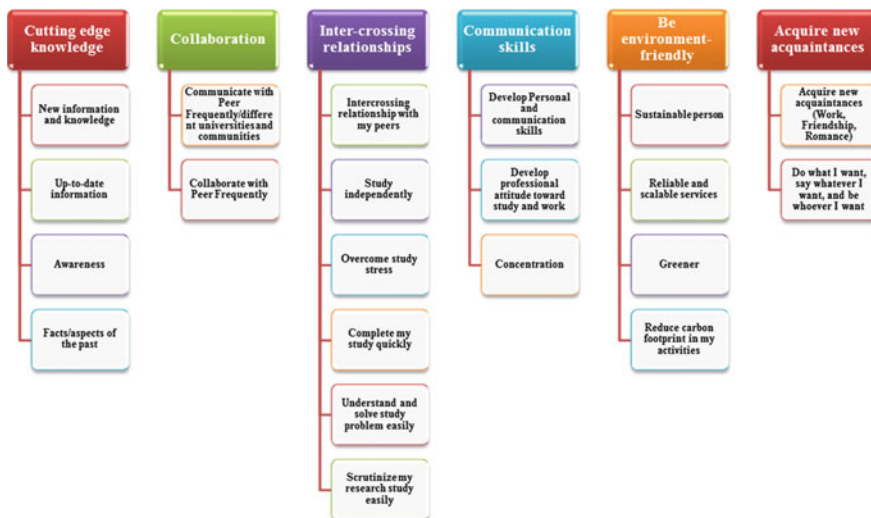 Cutting edge
knowledge
New information
and knowledge
Up-to-date
information
Awareness
Facts/aspects of
the past
Collaboration
Communicate with
Peer
Frequently/differe
nt universities and
communities
Collaborate with
Peer Frequently
Inter-crossing
relationships
Intercrossing
relationship with
my peers
Study
independently
Overcome study
stress
Complete my
study quickly
Understand and
solve study
problem easily
Scrutinize my
research study
easily
Communication
skills
Develop Personal
and
communication
skills
Develop
professional
attitude toward
study and work
Concentration
Be
environment-
friendly
Sustainable person
Reliable and
scalable services
Greener
Reduce carbon
footprint in my
activities
Acquire new
acquaintances
Acquire new
acquaintances
(Work,
Friendship,
Romance)
Do what I want,
say whatever I
want, and be
whoever I want